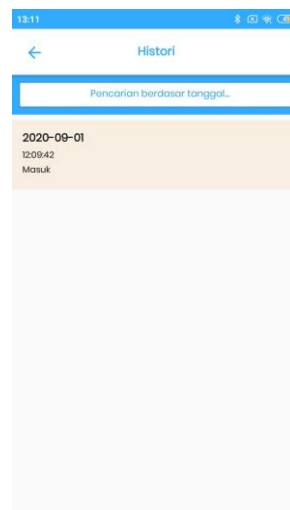 13:11
Histori
Pencarian berdasar tanggal...
2020-09-01
12:09:42
Masuk